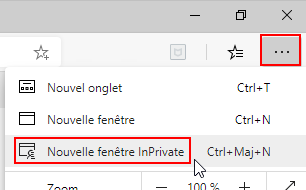 Nouvel onglet Ctrl+T
Nouvelle fenêtre Ctrl+N
Nouvelle fenêtre InPrivate Ctrl+Maj+N
Zoom 100 %